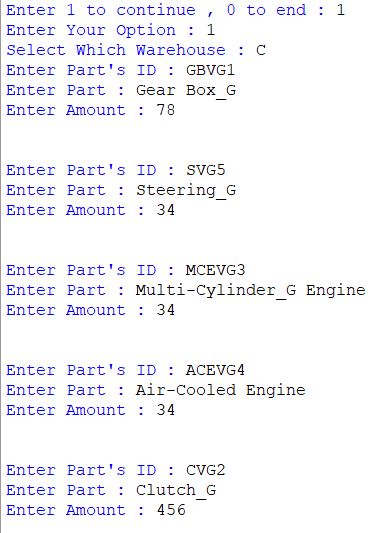 Enter 1 to continue , 0 to end : 1
Enter Your Option : 1
Select Which Warehouse : C
Enter Part's ID : GBVG1
Enter Part : Gear Box_G
Enter Amount : 78
Enter Part's ID : SVG5
Enter Part : Steering_G
Enter Amount : 34
Enter Part's ID : MCEVG3
Enter Part : Multi-Cylinder_G Engine
Enter Amount : 34
Enter Part's ID : ACEVG4
Enter Part : Air-Cooled Engine
Enter Amount : 34
Enter Part's ID : CVG2
Enter Part : Clutch_G
Enter Amount : 456